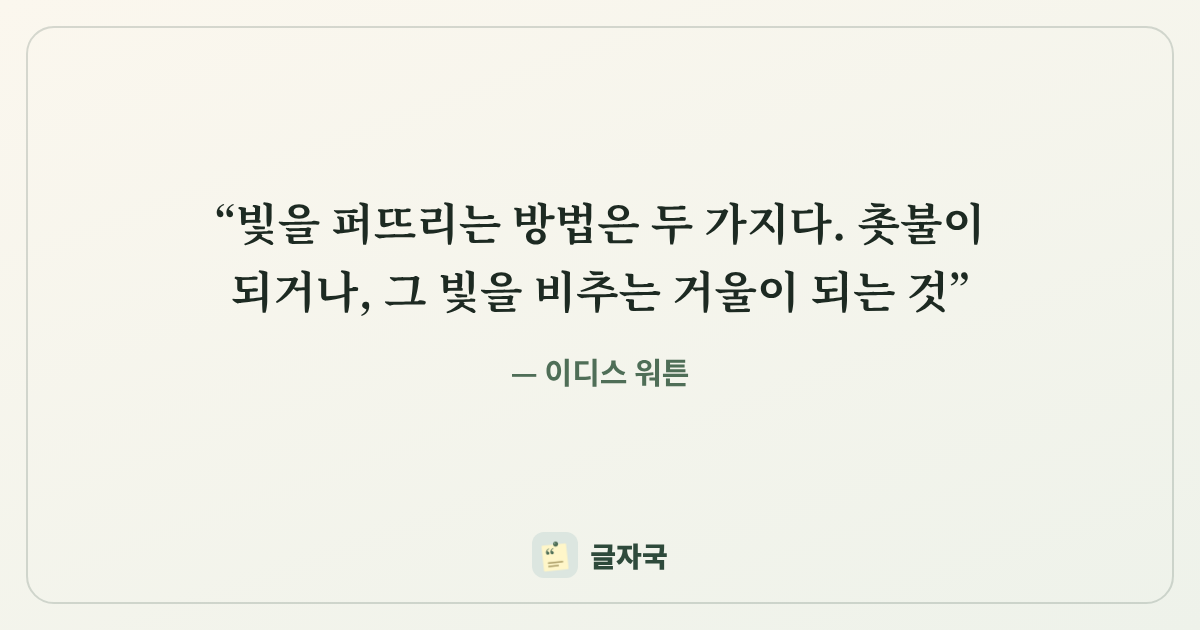 “빛을 퍼뜨리는 방법은 두 가지다. 촛불이
되거나, 그 빛을 비추는 거울이 되는 것”
— 이디스 워튼
글자국